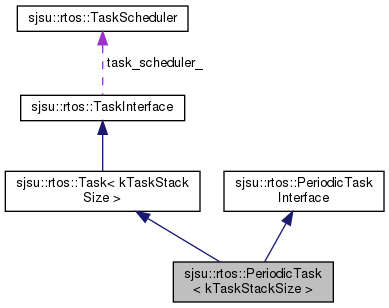 sjsu::rtos::TaskScheduler
task_scheduler_
sjsu::rtos::TaskInterface
sjsu::rtos::Task< kTaskStack
Size >
sjsu::rtos::PeriodicTask
Interface
sjsu::rtos::PeriodicTask
< kTaskStackSize >